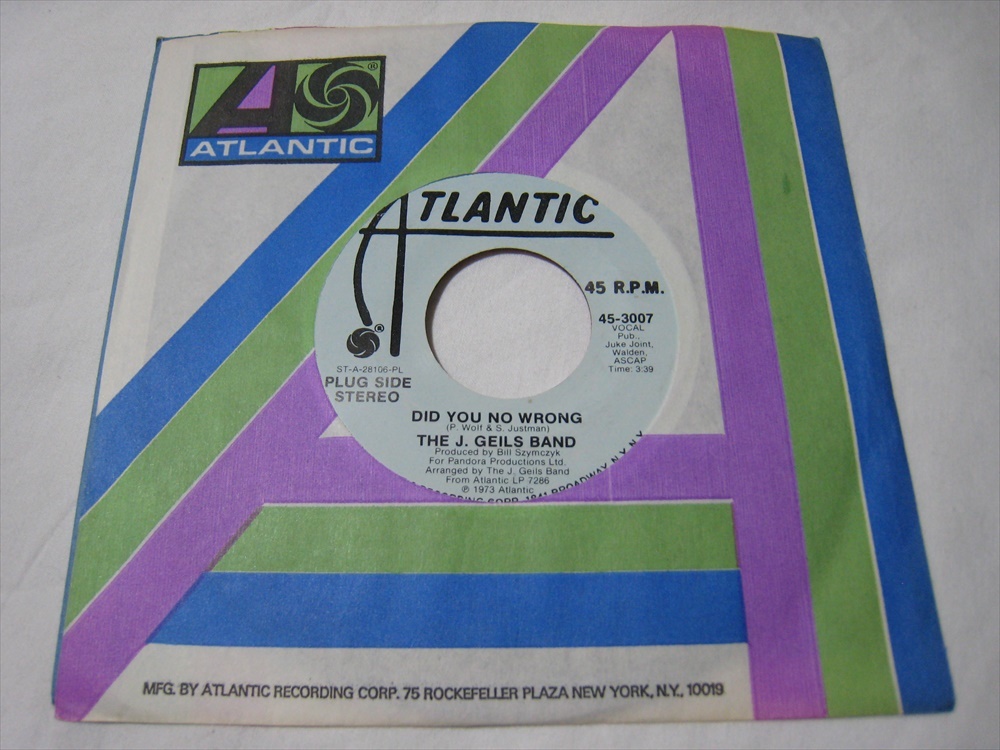 ®
ATLANTIC
ATLANTIC
45 R.P.M.
45-3007
VOCAL
Pub.,
Juke Joint,
Walden,
ASCAP
Time: 3:39
®
ST-A-28106-PL
PLUG SIDE
STEREO
DID YOU NO WRONG
(P. Wolf & S. Justman)
THE J. GEILS BAND
Produced by Bill Szymczyk
For Pandora Productions Ltd.
Arranged by The J. Geils Band
From Atlantic LP 7286
℗ 1973 Atlantic
CORP. 1841 BROADWAY, N.Y. N.Y
MFG. BY ATLANTIC RECORDING CORP. 75 ROCKEFELLER PLAZA NEW YORK, N.Y., 10019